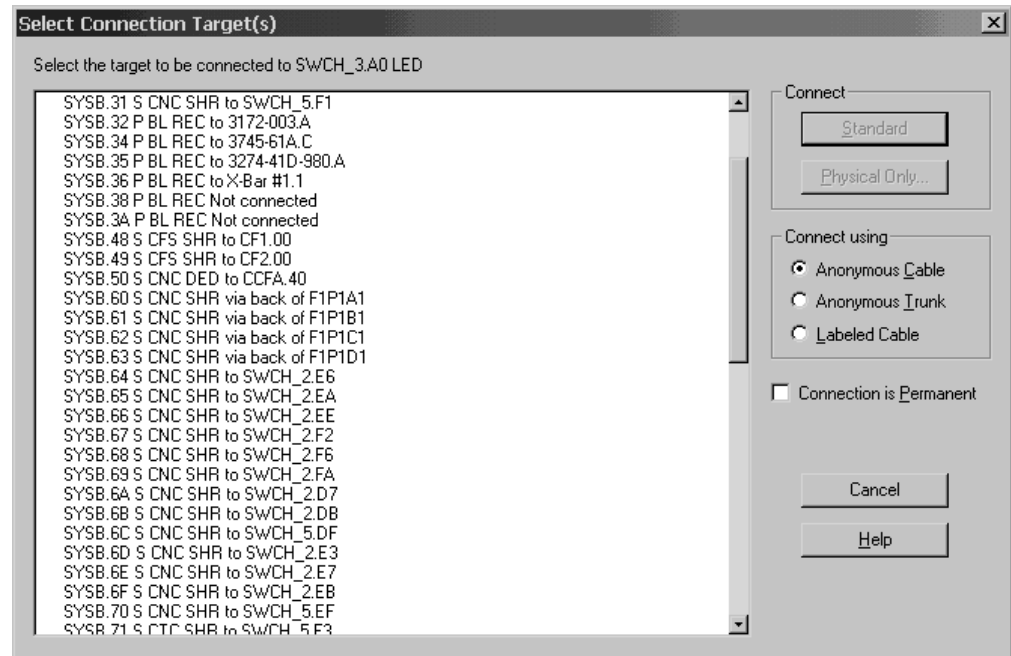 Select Connection Target(s)
Select the target to be connected to SWCH_3.A0 LED
SYSB.31 S CNC SHR to SWCH_5.F1
SYSB.32 P BL REC to 3172-003.A
SYSB.34 P BL REC to 3745-61A.C
SYSB.35 P BL REC to 3274-41D-980.A
SYSB.36 P BL REC to X-Bar #1.1
SYSB.38 P BL REC Not connected
SYSB.3A P BL REC Not connected
SYSB.48 S CFS SHR to CF1.00
SYSB.49 S CFS SHR to CF2.00
SYSB.50 S CNC DED to CCFA.40
SYSB.60 S CNC SHR via back of F1P1A1
SYSB.61 S CNC SHR via back of F1P1B1
SYSB.62 S CNC SHR via back of F1P1C1
SYSB.63 S CNC SHR via back of F1P1D1
SYSB.64 S CNC SHR to SWCH_2.E6
SYSB.65 S CNC SHR to SWCH_2.EA
SYSB.66 S CNC SHR to SWCH_2.EE
SYSB.67 S CNC SHR to SWCH_2.F2
SYSB.68 S CNC SHR to SWCH_2.F6
SYSB.69 S CNC SHR to SWCH_2.FA
SYSB.6A S CNC SHR to SWCH_2.D7
SYSB.6B S CNC SHR to SWCH_2.DB
SYSB.6C S CNC SHR to SWCH_5.DF
SYSB.6D S CNC SHR to SWCH_2.E3
SYSB.6E S CNC SHR to SWCH_2.E7
SYSB.6F S CNC SHR to SWCH_2.EB
SYSB.70 S CNC SHR to SWCH_5.EF
SYSB.71 S CTC SHR to SWCH_5.F3
Connect
Standard
Physical Only...
Connect using
Anonymous Cable
Anonymous Trunk
Labeled Cable
Connection is Permanent
Cancel
Help